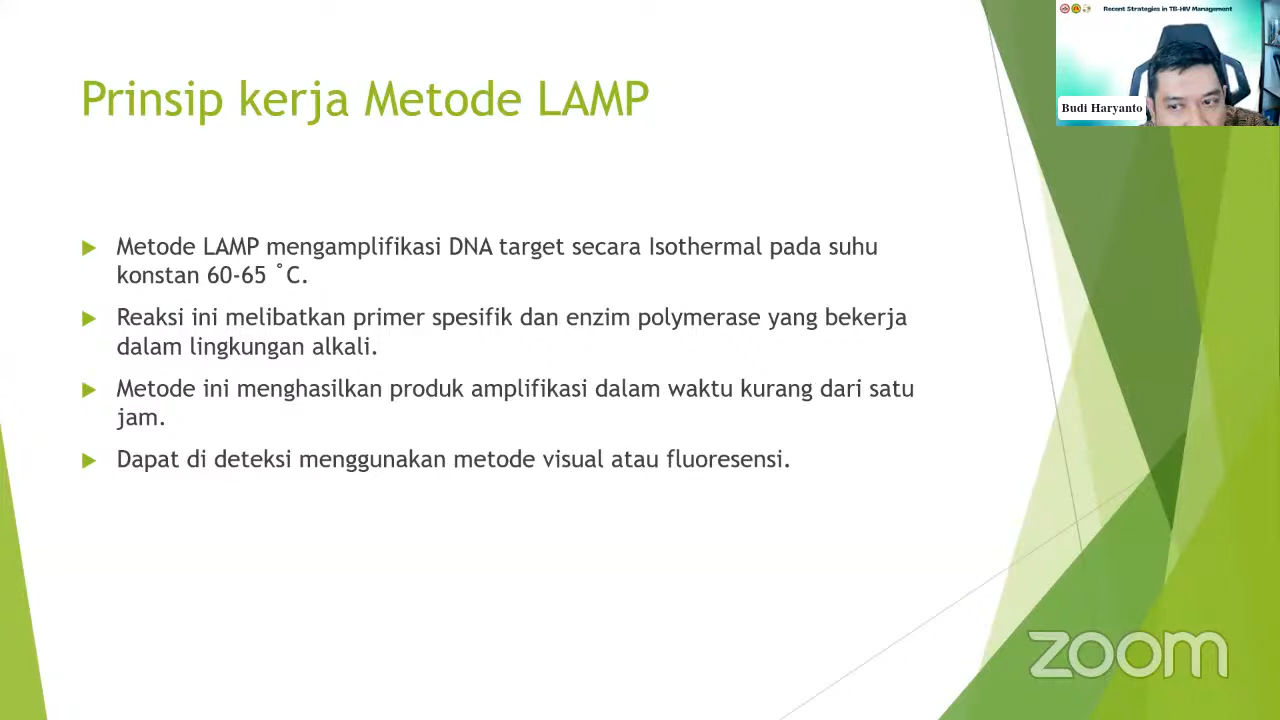 Recent Strategies in TB-HIV Management
Budi Haryanto
Prinsip kerja Metode LAMP
Metode LAMP mengamplifikasi DNA target secara Isothermal pada suhu
konstan 60-65 ˚C.
Reaksi ini melibatkan primer spesifik dan enzim polymerase yang bekerja
dalam lingkungan alkali.
Metode ini menghasilkan produk amplifikasi dalam waktu kurang dari satu
jam.
Dapat di deteksi menggunakan metode visual atau fluoresensi.
zoom